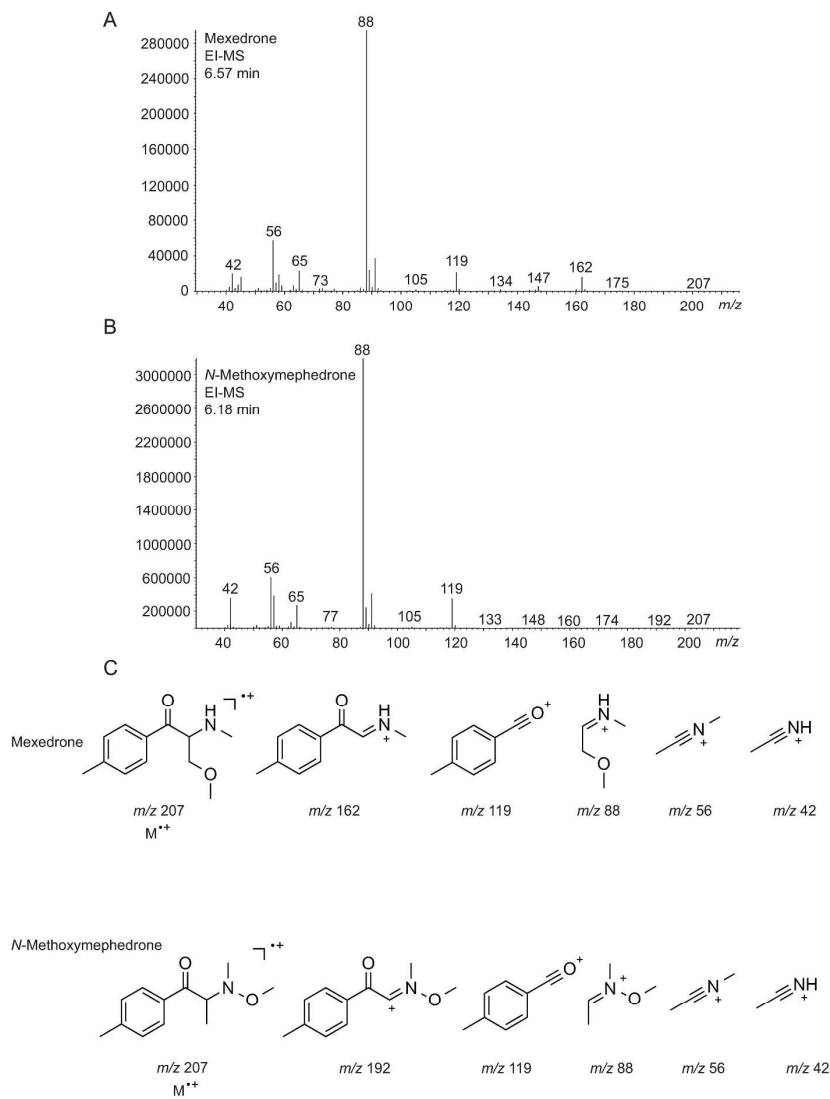 A
88
Mexedrone
EI-MS
6.57 min
280000
240000
200000
160000
120000
80000
40000
0
42
56
65
73
105
119
134
147
162
175
207
40 60 80 100 120 140 160 180 200 m/z
B
88
N-Methoxymephedrone
EI-MS
6.18 min
3000000
2600000
2200000
1800000
1400000
1000000
600000
200000
42
56
65
77
105
119
133
148
160
174
192
207
40 60 80 100 120 140 160 180 200 m/z
C
Mexedrone
O H N O •+
O H N +
O +
H N + O
N +
NH +
m/z 207 m/z 162 m/z 119 m/z 88 m/z 56 m/z 42
M•+
N-Methoxymephedrone
O N O •+
O N O +
O +
N + O
N +
NH +
m/z 207 m/z 192 m/z 119 m/z 88 m/z 56 m/z 42
M•+